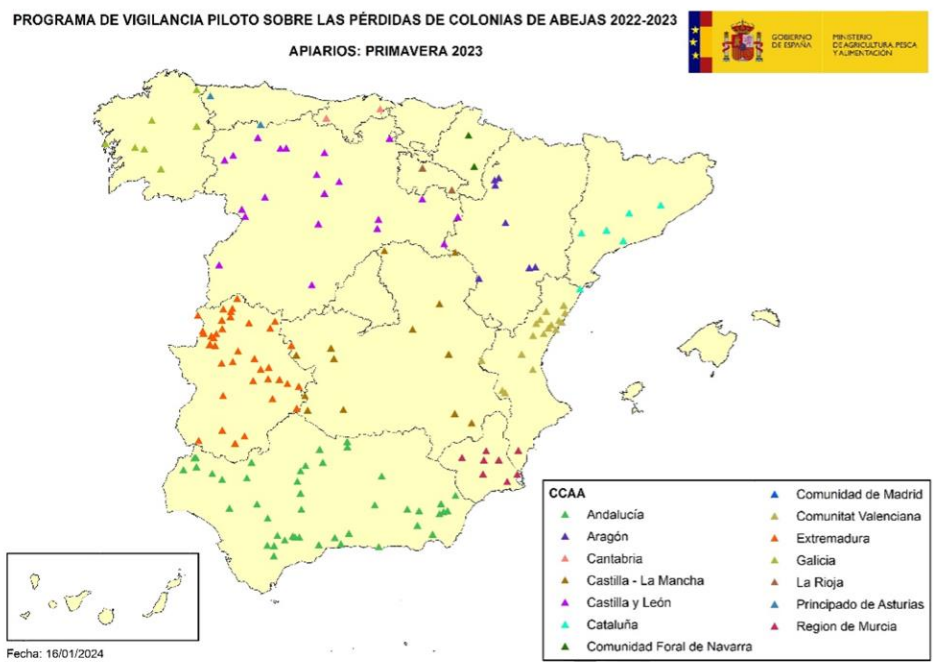 PROGRAMA DE VIGILANCIA PILOTO SOBRE LAS PÉRDIDAS DE COLONIAS DE ABEJAS 2022-2023
APIARIOS: PRIMAVERA 2023
GOBIERNO
DE ESPAÑA
MINISTERIO
DE AGRICULTURA, PESCA
Y ALIMENTACIÓN
CCAA
Andalucía
Aragón
Cantabria
Castilla - La Mancha
Castilla y León
Cataluña
Comunidad Foral de Navarra
Comunidad de Madrid
Comunitat Valenciana
Extremadura
Galicia
La Rioja
Principado de Asturias
Region de Murcia
Fecha: 16/01/2024